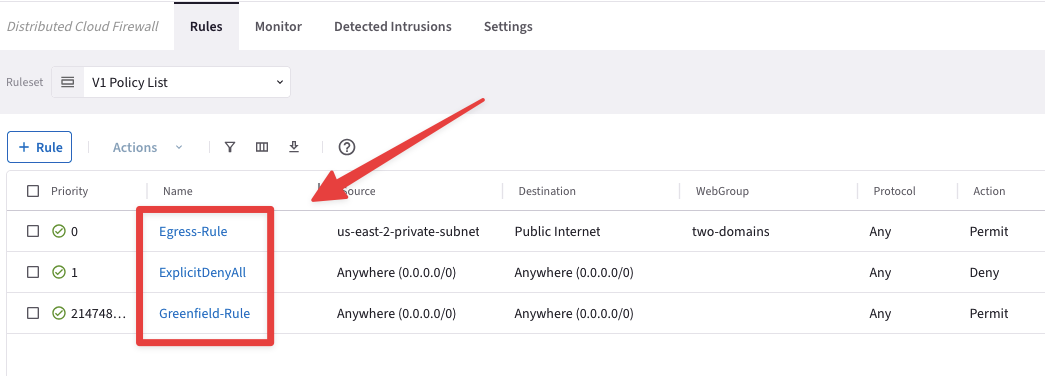 Distributed Cloud Firewall Rules Monitor Detected Intrusions Settings
Ruleset V1 Policy List
+ Rule Actions ?
Priority Name Source Destination WebGroup Protocol Action
0 Egress-Rule us-east-2-private-subnet Public Internet two-domains Any Permit
1 ExplicitDenyAll Anywhere (0.0.0.0/0) Anywhere (0.0.0.0/0) Any Deny
214748... Greenfield-Rule Anywhere (0.0.0.0/0) Anywhere (0.0.0.0/0) Any Permit